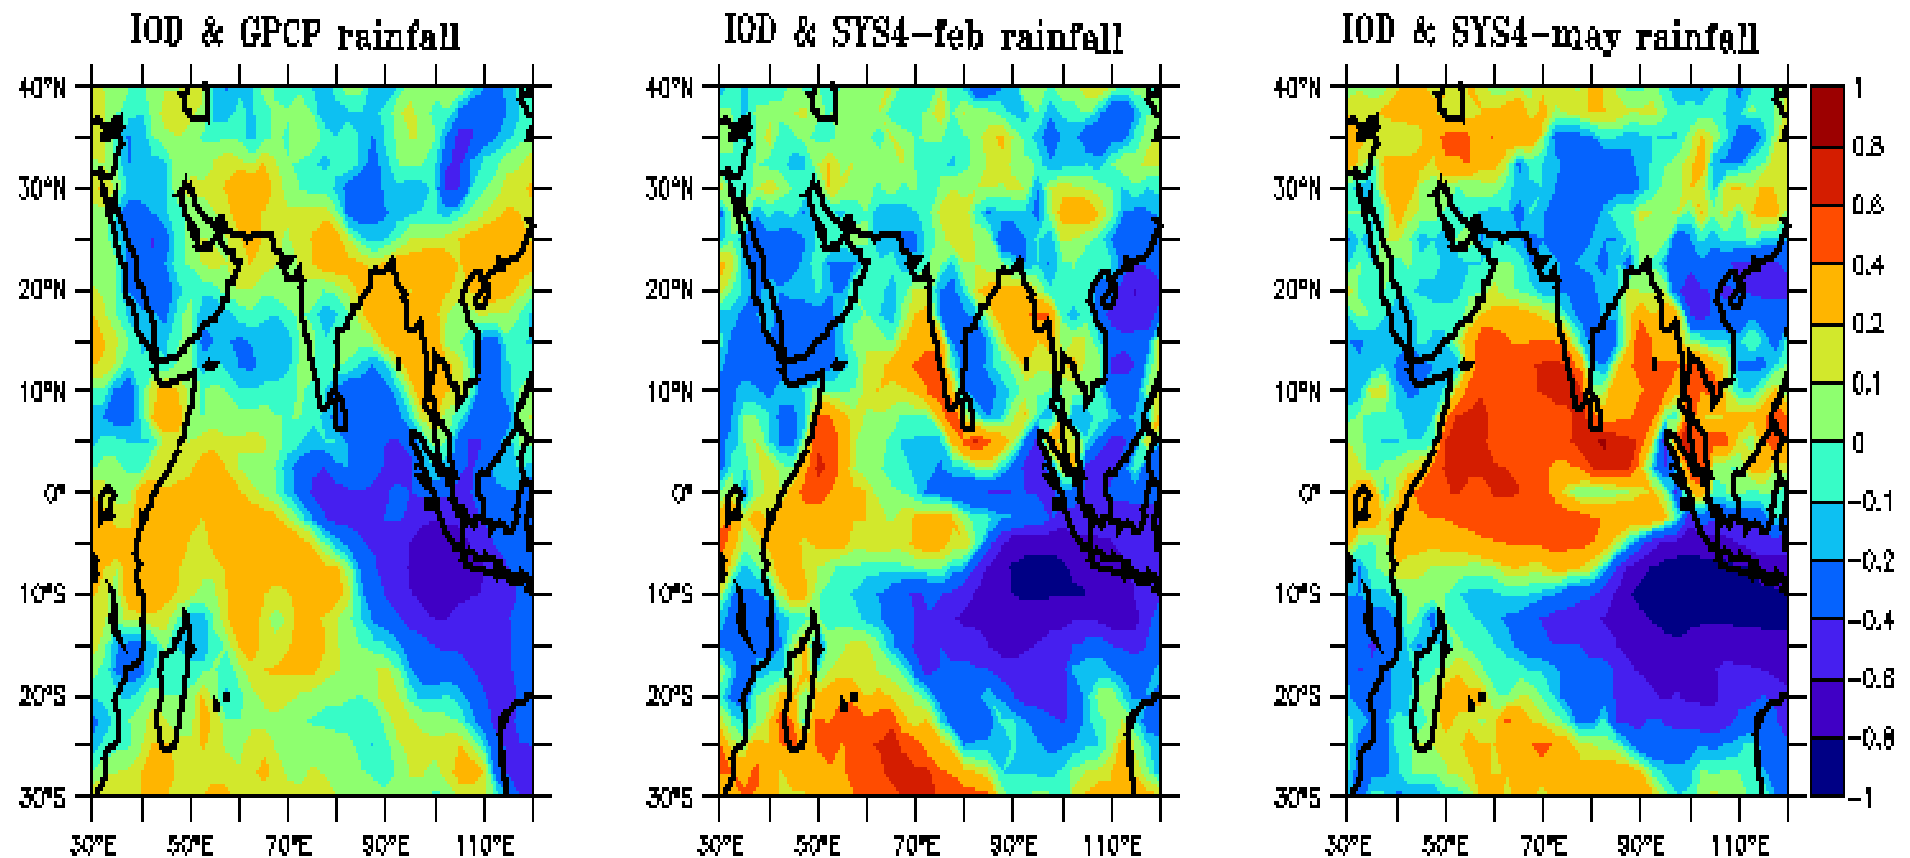 IOD & GPCP rainfall
IOD & SYS4-feb rainfall
IOD & SYS4-may rainfall
40°N
30°N
20°N
10°N
0°
10°S
20°S
30°S
30°E 50°E 70°E 90°E 110°E
40°N
30°N
20°N
10°N
0°
10°S
20°S
30°S
30°E 50°E 70°E 90°E 110°E
40°N
30°N
20°N
10°N
0°
10°S
20°S
30°S
30°E 50°E 70°E 90°E 110°E
1
0.8
0.6
0.4
0.2
0.1
0
-0.1
-0.2
-0.4
-0.6
-0.8
-1